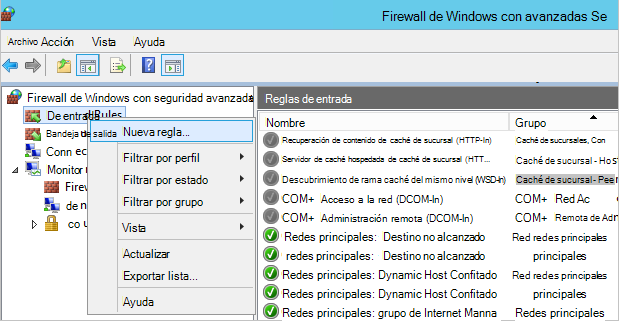 Firewall de Windows con avanzadas Se
Archivo Acción Vista Ayuda
Firewall de Windows con seguridad avanzada
De entrada Rules
Bandeja de salida
Conn ec
Monitor
Firew
de n
co u
Nueva regla...
Filtrar por perfil
Filtrar por estado
Filtrar por grupo
Vista
Actualizar
Exportar lista...
Ayuda
Reglas de entrada
Nombre Grupo
Recuperación de contenido de caché de sucursal (HTTP-In) Caché de sucursales, Con
Servidor de caché hospedada de caché de sucursal (HTT... Caché de sucursal - Host
Descubrimiento de rama caché del mismo nivel (WSD-In) Caché de sucursal - Peer
COM+ Acceso a la red (DCOM-In) COM+ Red Ac
COM+ Administración remota (DCOM-In) COM+ Remota de Adm
Redes principales: Destino no alcanzado Red redes principales
redes principales: Destino no alcanzado principales
Redes principales: Dynamic Host Confitado Redes principales
Redes principales: Dynamic Host Confitado principales
Redes principales: grupo de Internet Manna Redes principales